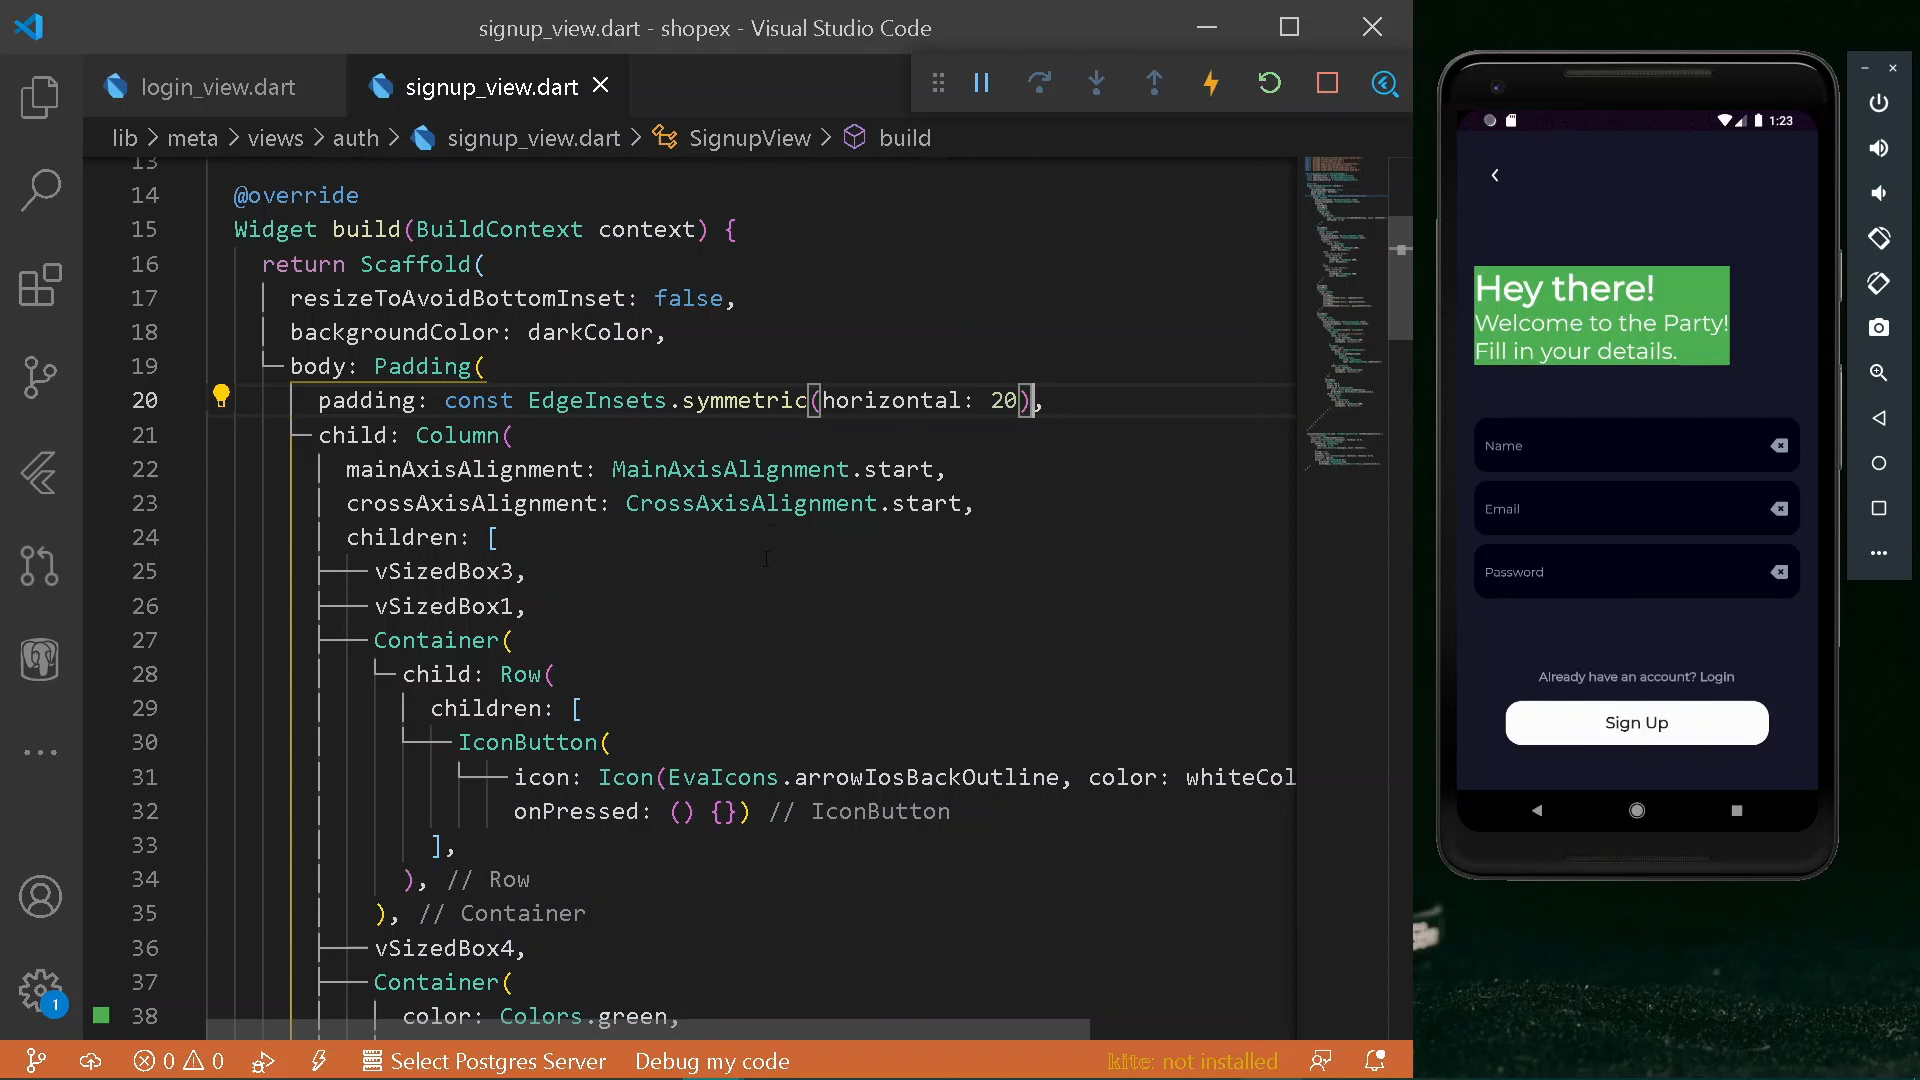 signup_view.dart - shopex - Visual Studio Code
login_view.dart
signup_view.dart
lib > meta > views > auth > signup_view.dart > SignupView > build
13
14 @override
15 Widget build(BuildContext context) {
16 return Scaffold(
17 resizeToAvoidBottomInset: false,
18 backgroundColor: darkColor,
19 body: Padding(
20 padding: const EdgeInsets.symmetric(horizontal: 20),
21 child: Column(
22 mainAxisAlignment: MainAxisAlignment.start,
23 crossAxisAlignment: CrossAxisAlignment.start,
24 children: [
25 vSizedBox3,
26 vSizedBox1,
27 Container(
28 child: Row(
29 children: [
30 IconButton(
31 icon: Icon(EvaIcons.arrowIosBackOutline, color: whiteCol
32 onPressed: () {}) // IconButton
33 ],
34 ), // Row
35 ), // Container
36 vSizedBox4,
37 Container(
38 color: Colors.green,
1
0 0
Select Postgres Server
Debug my code
kite: not installed
1:23
Hey there!
Welcome to the Party!
Fill in your details.
Name
Email
Password
Already have an account? Login
Sign Up